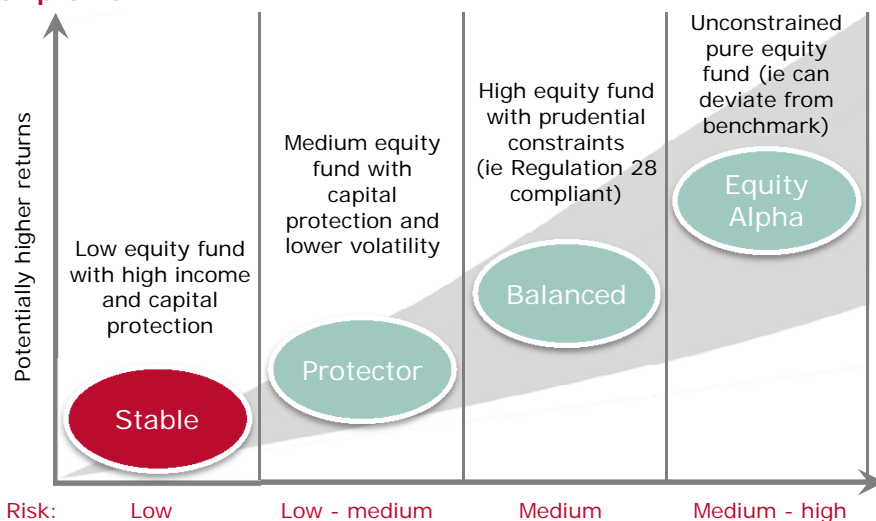 Potentially higher returns
Low equity fund
with high income
and capital
protection
Stable
Medium equity
fund with
capital
protection and
lower volatility
Protector
High equity fund
with prudential
constraints
(ie Regulation 28
compliant)
Balanced
Unconstrained
pure equity
fund (ie can
deviate from
benchmark)
Equity
Alpha
Risk: Low Low - medium Medium Medium - high